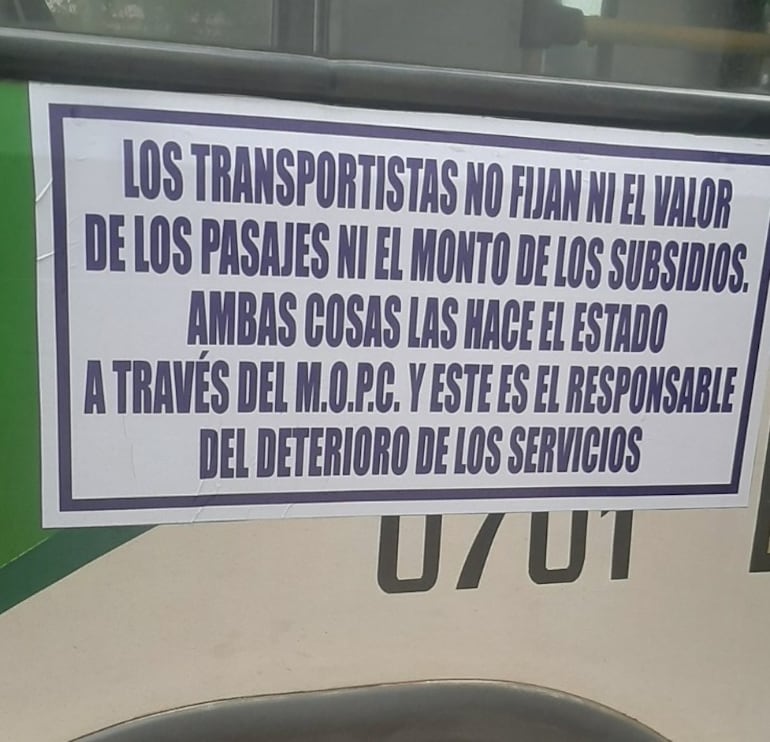 LOS TRANSPORTISTAS NO FIJAN NI EL VALOR
DE LOS PASAJES NI EL MONTO DE LOS SUBSIDIOS.
AMBAS COSAS LAS HACE EL ESTADO
A TRAVÉS DEL M.O.P.C. Y ESTE ES EL RESPONSABLE
DEL DETERIORO DE LOS SERVICIOS
0701